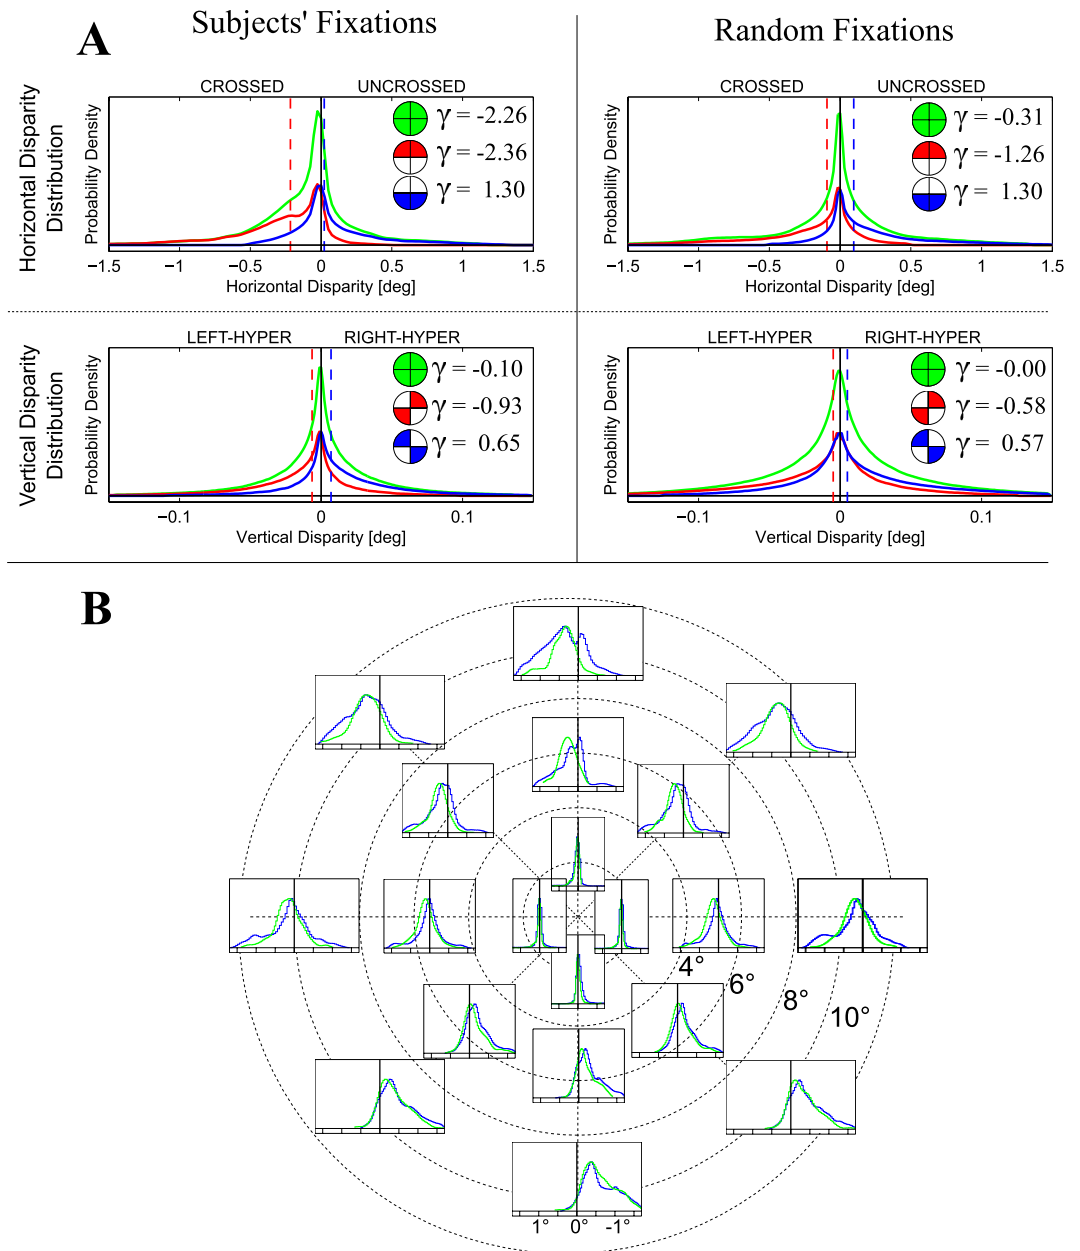 A
Subjects' Fixations
Random Fixations
Horizontal Disparity
Distribution
Probability Density
CROSSED UNCROSSED
γ = -2.26
γ = -2.36
γ = 1.30
−1.5 −1 −0.5 0 0.5 1 1.5
Horizontal Disparity [deg]
Probability Density
CROSSED UNCROSSED
γ = -0.31
γ = -1.26
γ = 1.30
−1.5 −1 −0.5 0 0.5 1 1.5
Horizontal Disparity [deg]
Vertical Disparity
Distribution
Probability Density
LEFT-HYPER RIGHT-HYPER
γ = -0.10
γ = -0.93
γ = 0.65
−0.1 0 0.1
Vertical Disparity [deg]
Probability Density
LEFT-HYPER RIGHT-HYPER
γ = -0.00
γ = -0.58
γ = 0.57
−0.1 0 0.1
Vertical Disparity [deg]
B
4°
6°
8°
10°
1° 0° -1°